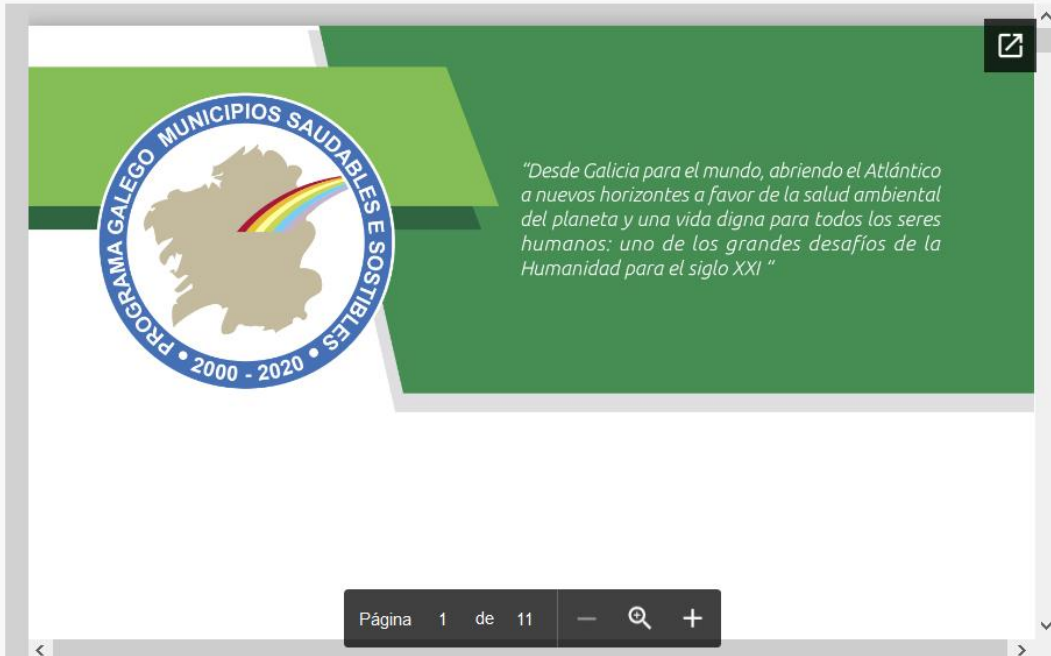 PROGRAMA GALEGO MUNICIPIOS SAUDABLES E SOSTIBLES
• 2000 - 2020 •
"Desde Galicia para el mundo, abriendo el Atlántico
a nuevos horizontes a favor de la salud ambiental
del planeta y una vida digna para todos los seres
humanos: uno de los grandes desafíos de la
Humanidad para el siglo XXI "
Página 1 de 11